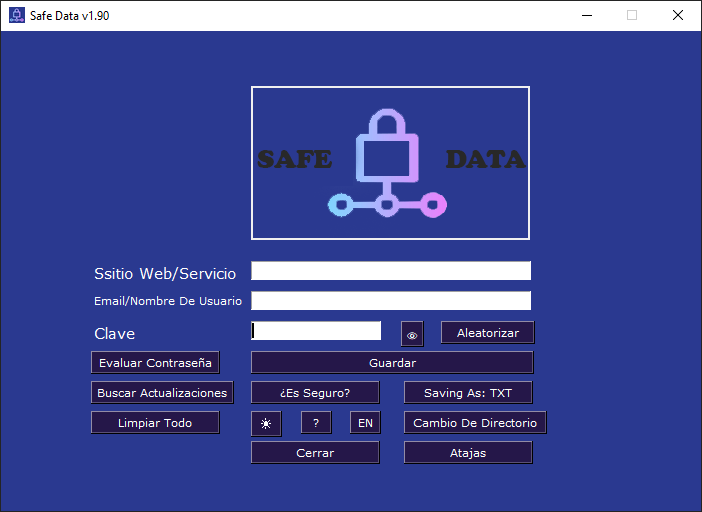 Safe Data v1.90
SAFE DATA
Ssitio Web/Servicio
Email/Nombre De Usuario
Clave
Aleatorizar
Evaluar Contraseña
Guardar
Buscar Actualizaciones
¿Es Seguro?
Saving As: TXT
Limpiar Todo
?
EN
Cambio De Directorio
Cerrar
Atajas